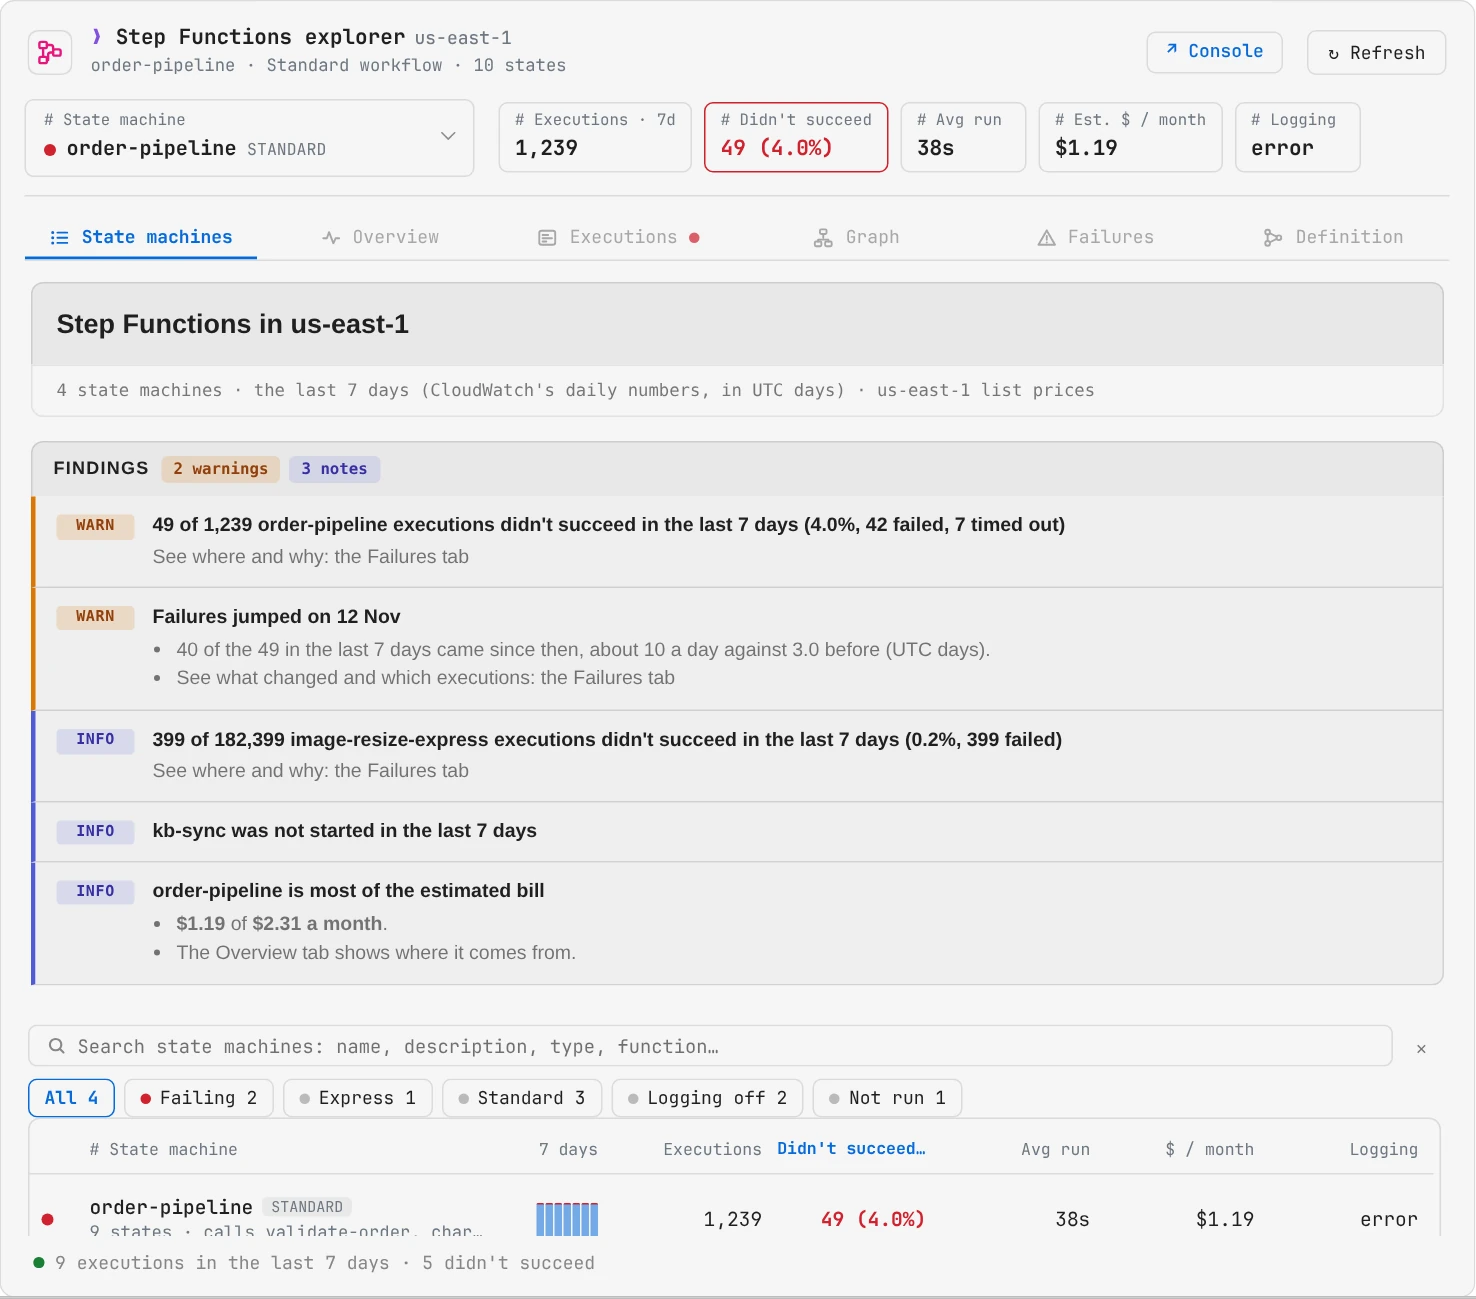 Step Functions explorer us-east-1
order-pipeline · Standard workflow · 10 states
Console
Refresh
# State machine
order-pipeline STANDARD
# Executions · 7d
1,239
# Didn't succeed
49 (4.0%)
# Avg run
38s
# Est. $ / month
$1.19
# Logging
error
State machines
Overview
Executions
Graph
Failures
Definition
Step Functions in us-east-1
4 state machines · the last 7 days (CloudWatch's daily numbers, in UTC days) · us-east-1 list prices
FINDINGS 2 warnings 3 notes
WARN 49 of 1,239 order-pipeline executions didn't succeed in the last 7 days (4.0%, 42 failed, 7 timed out)
See where and why: the Failures tab
WARN Failures jumped on 12 Nov
• 40 of the 49 in the last 7 days came since then, about 10 a day against 3.0 before (UTC days).
• See what changed and which executions: the Failures tab
INFO 399 of 182,399 image-resize-express executions didn't succeed in the last 7 days (0.2%, 399 failed)
See where and why: the Failures tab
INFO kb-sync was not started in the last 7 days
INFO order-pipeline is most of the estimated bill
• $1.19 of $2.31 a month.
• The Overview tab shows where it comes from.
Search state machines: name, description, type, function…
All 4
Failing 2
Express 1
Standard 3
Logging off 2
Not run 1
# State machine 7 days Executions Didn't succeed… Avg run $ / month Logging
order-pipeline STANDARD 1,239 49 (4.0%) 38s $1.19 error
9 states · calls validate-order, char…
9 executions in the last 7 days · 5 didn't succeed